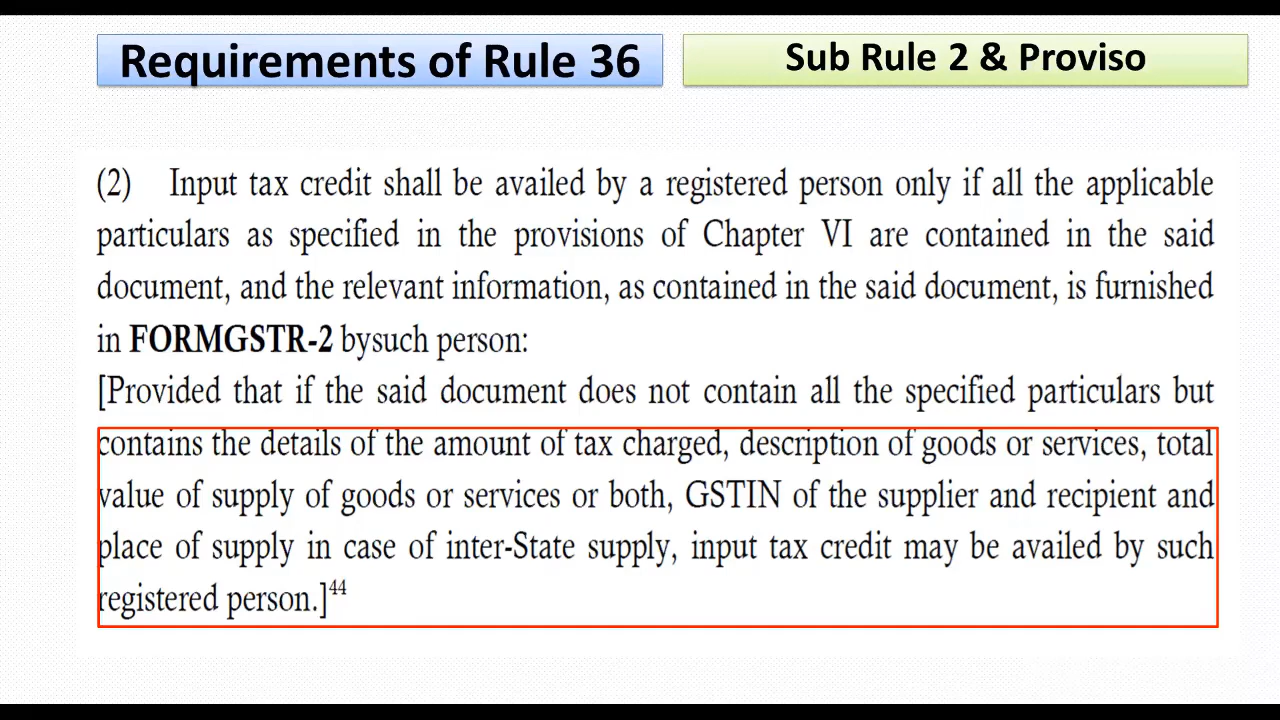 Requirements of Rule 36
Sub Rule 2 & Proviso
(2) Input tax credit shall be availed by a registered person only if all the applicable
particulars as specified in the provisions of Chapter VI are contained in the said
document, and the relevant information, as contained in the said document, is furnished
in FORMGSTR-2 bysuch person:
[Provided that if the said document does not contain all the specified particulars but
contains the details of the amount of tax charged, description of goods or services, total
value of supply of goods or services or both, GSTIN of the supplier and recipient and
place of supply in case of inter-State supply, input tax credit may be availed by such
registered person.]44